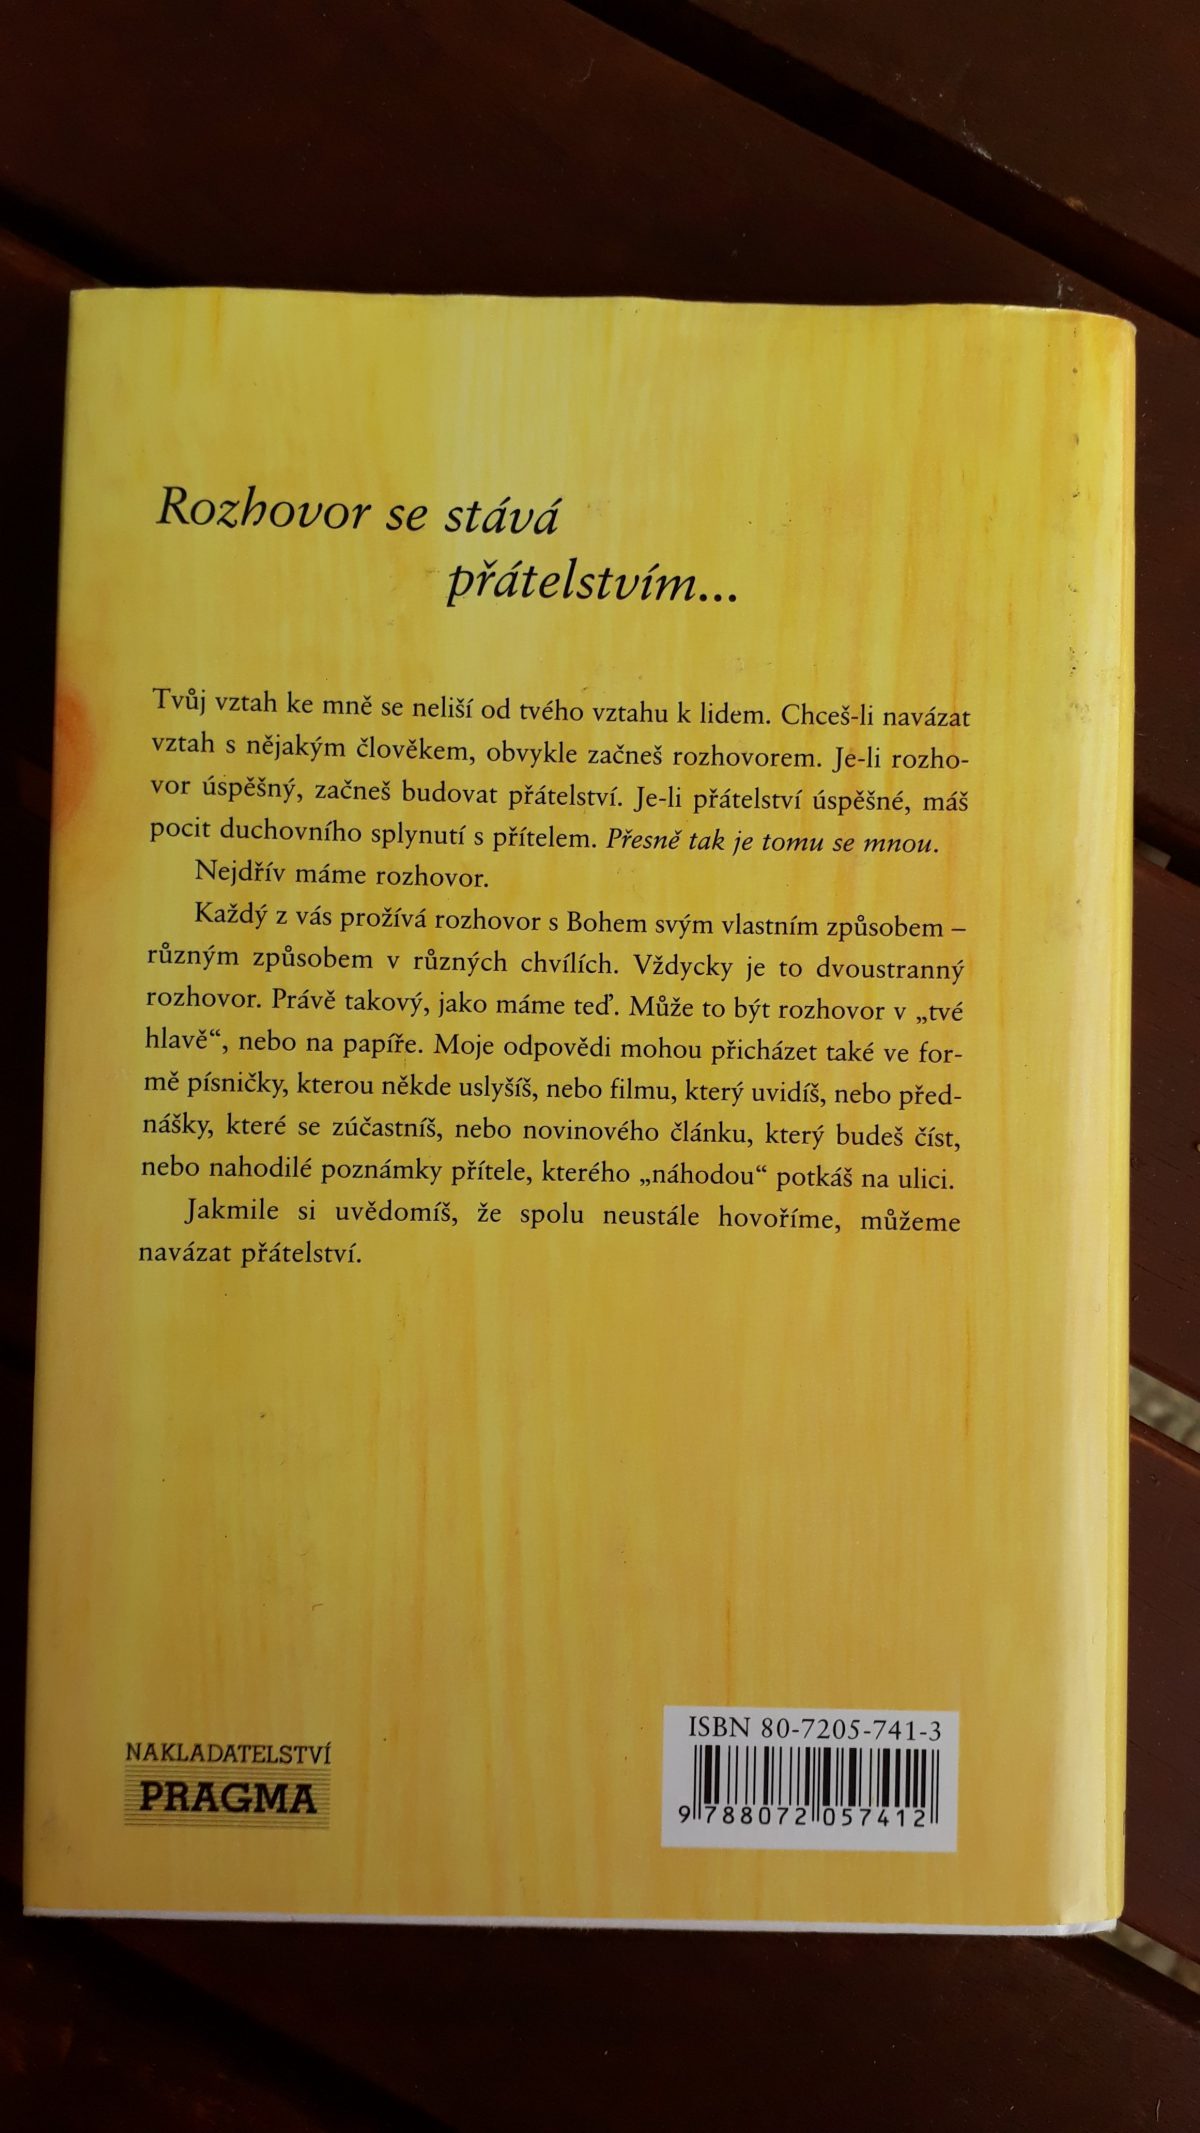 Rozhovor se stává
přátelstvím...
Tvůj vztah ke mně se neliší od tvého vztahu k lidem. Chceš-li navázat
vztah s nějakým člověkem, obvykle začneš rozhovorem. Je-li rozho-
vor úspěšný, začneš budovat přátelství. Je-li přátelství úspěšné, máš
pocit duchovního splynutí s přítelem. Přesně tak je tomu se mnou.
Nejdřív máme rozhovor.
Každý z vás prožívá rozhovor s Bohem svým vlastním způsobem –
různým způsobem v různých chvílích. Vždycky je to dvoustranný
rozhovor. Právě takový, jako máme teď. Může to být rozhovor v „tvé
hlavě“, nebo na papíře. Moje odpovědi mohou přicházet také ve for-
mě písničky, kterou někde uslyšíš, nebo filmu, který uvidíš, nebo před-
nášky, které se zúčastníš, nebo novinového článku, který budeš číst,
nebo nahodilé poznámky přítele, kterého „náhodou“ potkáš na ulici.
Jakmile si uvědomíš, že spolu neustále hovoříme, můžeme
navázat přátelství.
NAKLADATELSTVÍ
PRAGMA
ISBN 80-7205-741-3
9 788072 057412